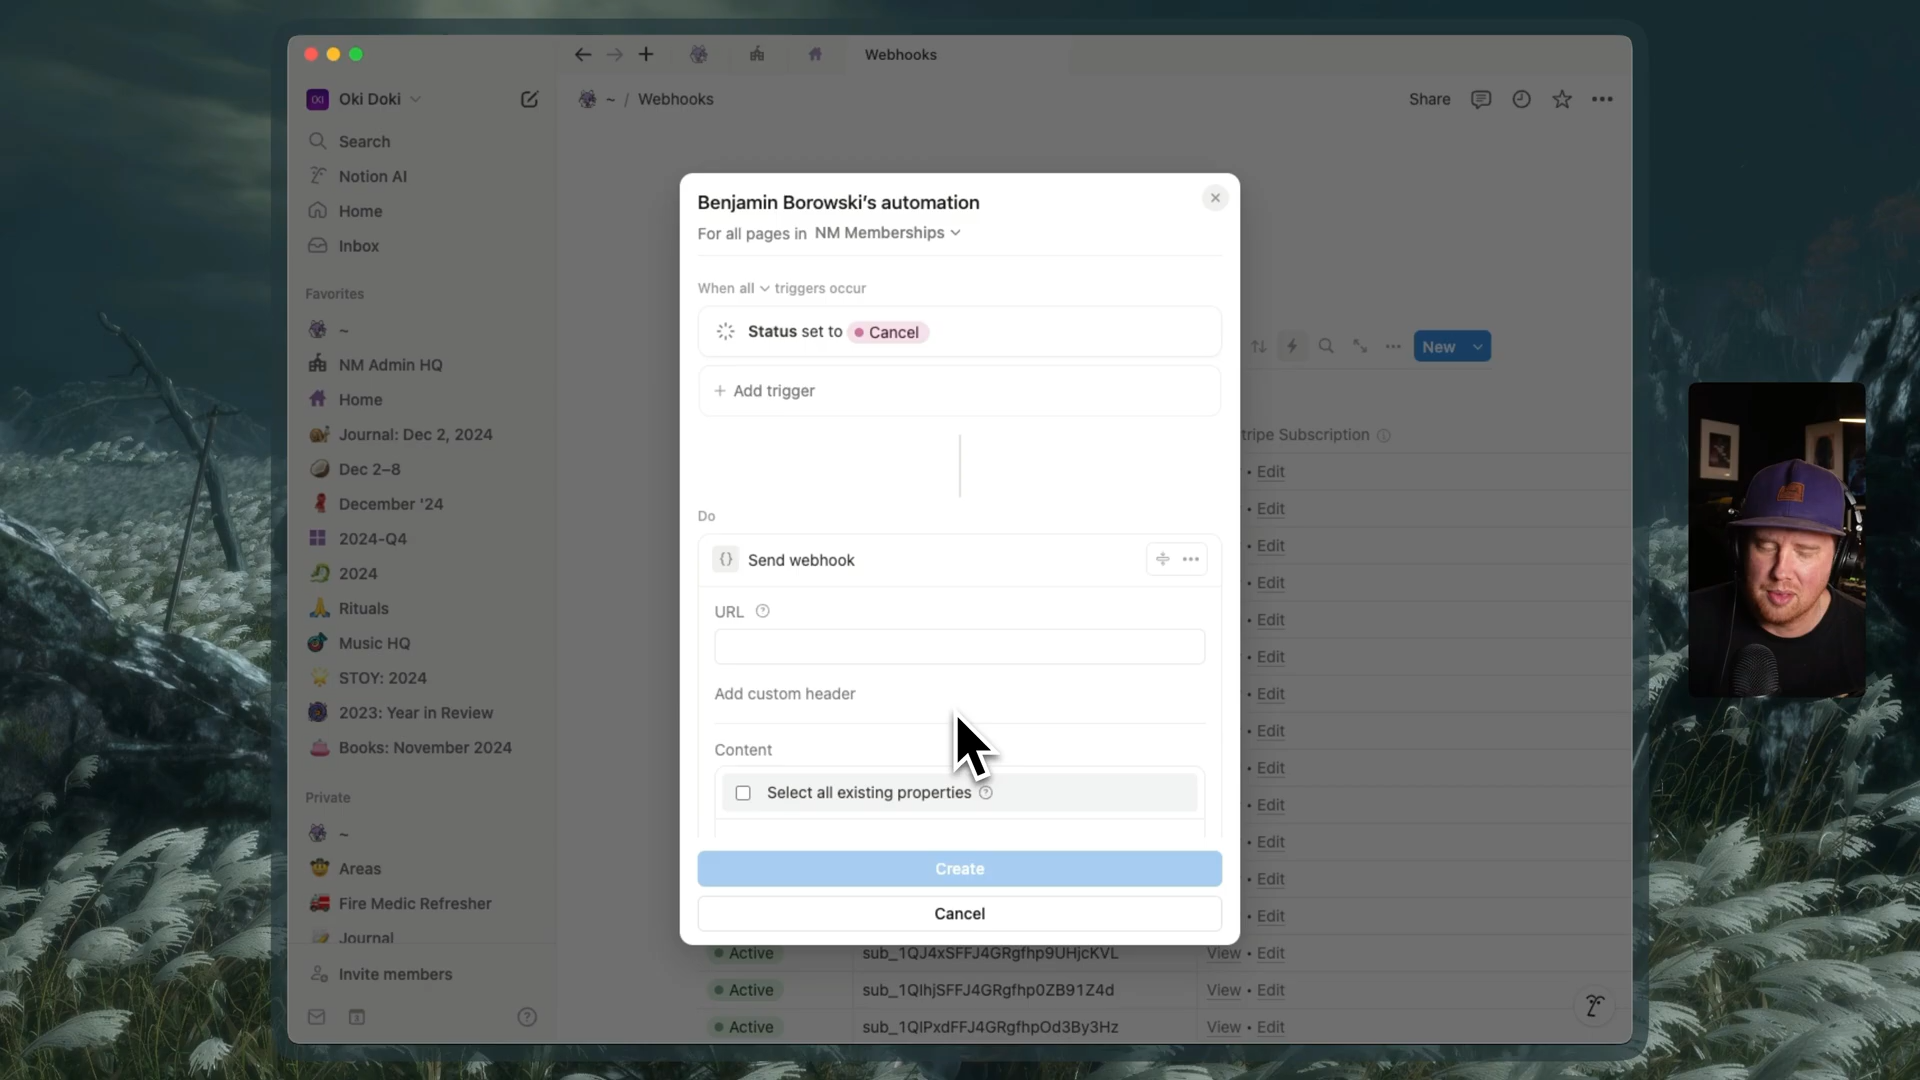 Webhooks
Oki Doki
~ / Webhooks
Share
Search
Notion AI
Home
Inbox
Favorites
~
NM Admin HQ
Home
Journal: Dec 2, 2024
Dec 2–8
December '24
2024-Q4
2024
Rituals
Music HQ
STOY: 2024
2023: Year in Review
Books: November 2024
Private
~
Areas
Fire Medic Refresher
Journal
Invite members
Benjamin Borowski's automation
For all pages in NM Memberships
When all triggers occur
Status set to Cancel
+ Add trigger
Do
{} Send webhook
URL
Add custom header
Content
Select all existing properties
Create
Cancel
New
tripe Subscription
• Edit
• Edit
• Edit
• Edit
• Edit
• Edit
• Edit
• Edit
• Edit
• Edit
• Edit
• Edit
• Edit
Active sub_1QJ4xSFFJ4GRgfhp9UHjcKVL View • Edit
Active sub_1QIhjSFFJ4GRgfhp0ZB91Z4d View • Edit
Active sub_1QIPxdFFJ4GRgfhpOd3By3Hz View • Edit